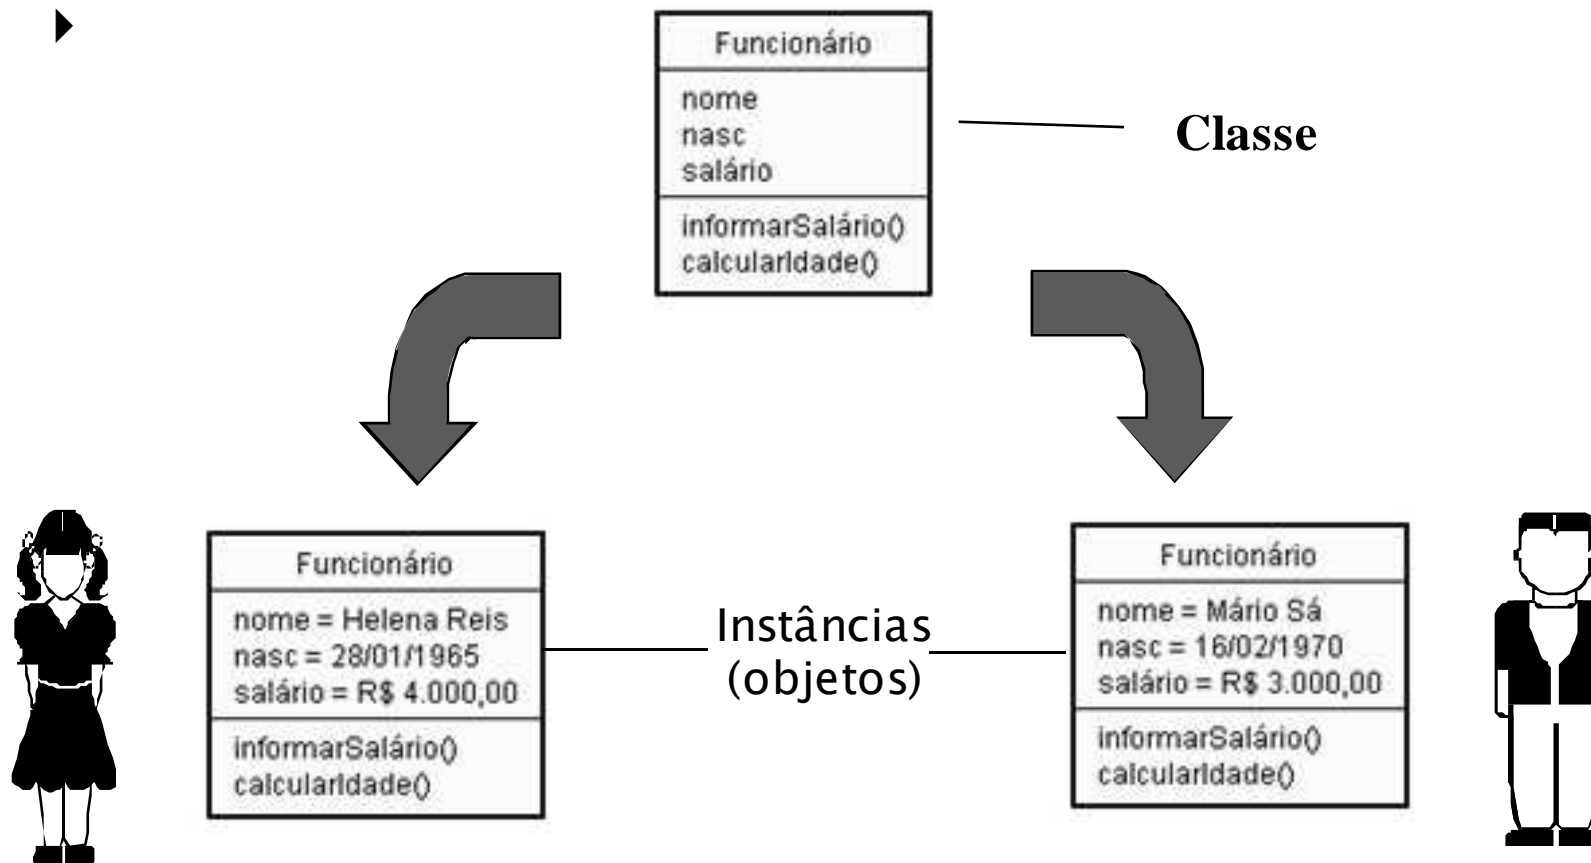 Funcionário
nome
nasc
salário
informarSalário()
calcularIdade()
Classe
Funcionário
nome = Helena Reis
nasc = 28/01/1965
salário = R$ 4.000,00
informarSalário()
calcularIdade()
Instâncias
(objetos)
Funcionário
nome = Mário Sá
nasc = 16/02/1970
salário = R$ 3.000,00
informarSalário()
calcularIdade()